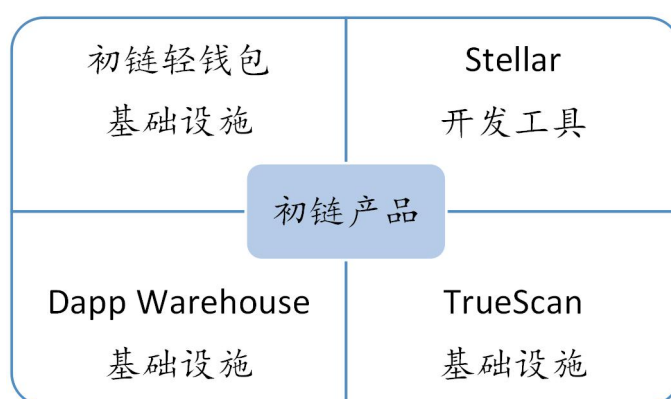 初链轻钱包
基础设施
Stellar
开发工具
初链产品
Dapp Warehouse
基础设施
TrueScan
基础设施